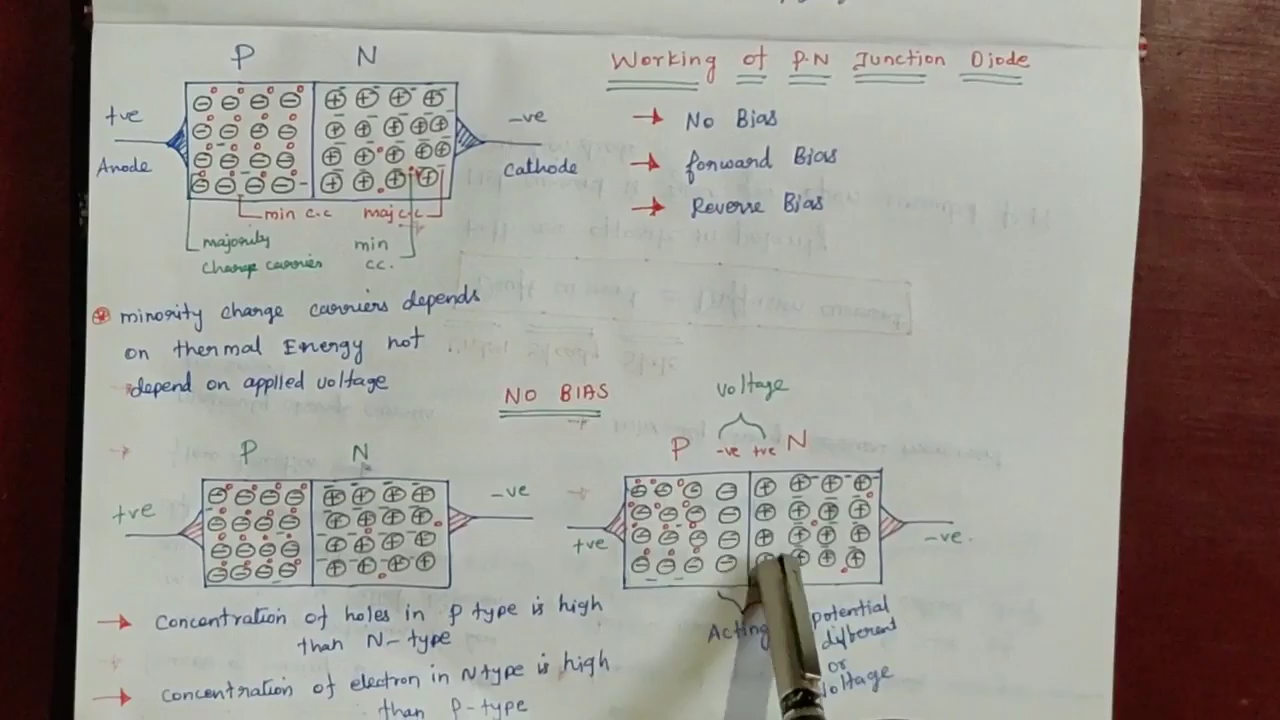 P N
+ve
Anode
-ve
Cathode
min c.c
maj c.c
majority
charge carrier
min
cc.
Working of P.N Junction Diode
→ No Bias
→ forward Bias
→ Reverse Bias
minority charge carriers depends
on thermal Energy not
depend on applied voltage
NO BIAS
P N
+ve
-ve
voltage
P -ve +ve N
+ve
-ve.
→ Concentration of holes in p type is high
than N-type
→ concentration of electron in N type is high
than P-type
Acting
potential
different
or